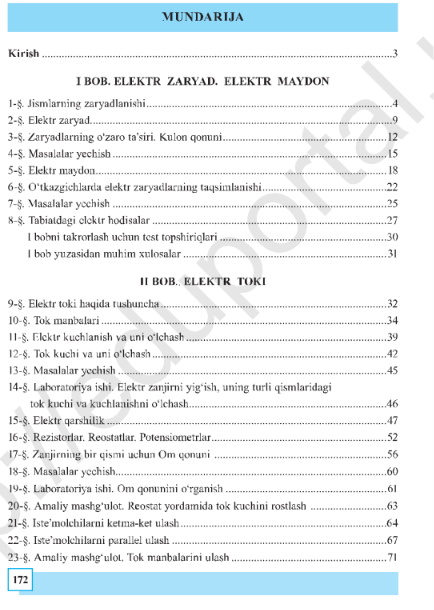 MUNDARIJA
Kirish ........................................................................................................3
I BOB. ELEKTR ZARYAD. ELEKTR MAYDON
1-§. Jismlarning zaryadlanishi........................................................................4
2-§. Elektr zaryad........................................................................................9
3-§. Zaryadlarning o‘zaro ta’siri. Kulon qonuni................................................12
4-§. Masalalar yechish ................................................................................15
5-§. Elektr maydon.....................................................................................18
6-§. O‘tkazgichlarda elektr zaryadlarning taqsimlanishi....................................22
7-§. Masalalar yechish ................................................................................25
8-§. Tabiatdagi elektr hodisalar ....................................................................27
I bobni takrorlash uchun test topshiriqlari ..................................................30
I bob yuzasidan muhim xulosalar ............................................................31
II BOB. ELEKTR TOKI
9-§. Elektr toki haqida tushuncha..................................................................32
10-§. Tok manbalari ...................................................................................34
11-§. Elektr kuchlanish va uni o‘lchash..........................................................39
12-§. Tok kuchi va uni o‘lchash....................................................................42
13-§. Masalalar yechish ..............................................................................45
14-§. Laboratoriya ishi. Elektr zanjirni yig‘ish, uning turli qismlaridagi
tok kuchi va kuchlanishni o‘lchash...........................................................46
15-§. Elektr qarshilik ..................................................................................47
16-§. Rezistorlar. Reostatlar. Potensiometrlar...................................................52
17-§. Zanjirning bir qismi uchun Om qonuni ..................................................56
18-§. Masalalar yechish...............................................................................60
19-§. Laboratoriya ishi. Om qonunini o‘rganish ..............................................61
20-§. Amaliy mashg‘ulot. Reostat yordamida tok kuchini rostlash ......................63
21-§. Iste’molchilarni ketma-ket ulash............................................................64
22-§. Iste’molchilarni parallel ulash ...............................................................67
23-§. Amaliy mashg‘ulot. Tok manbalarini ulash .............................................71
172